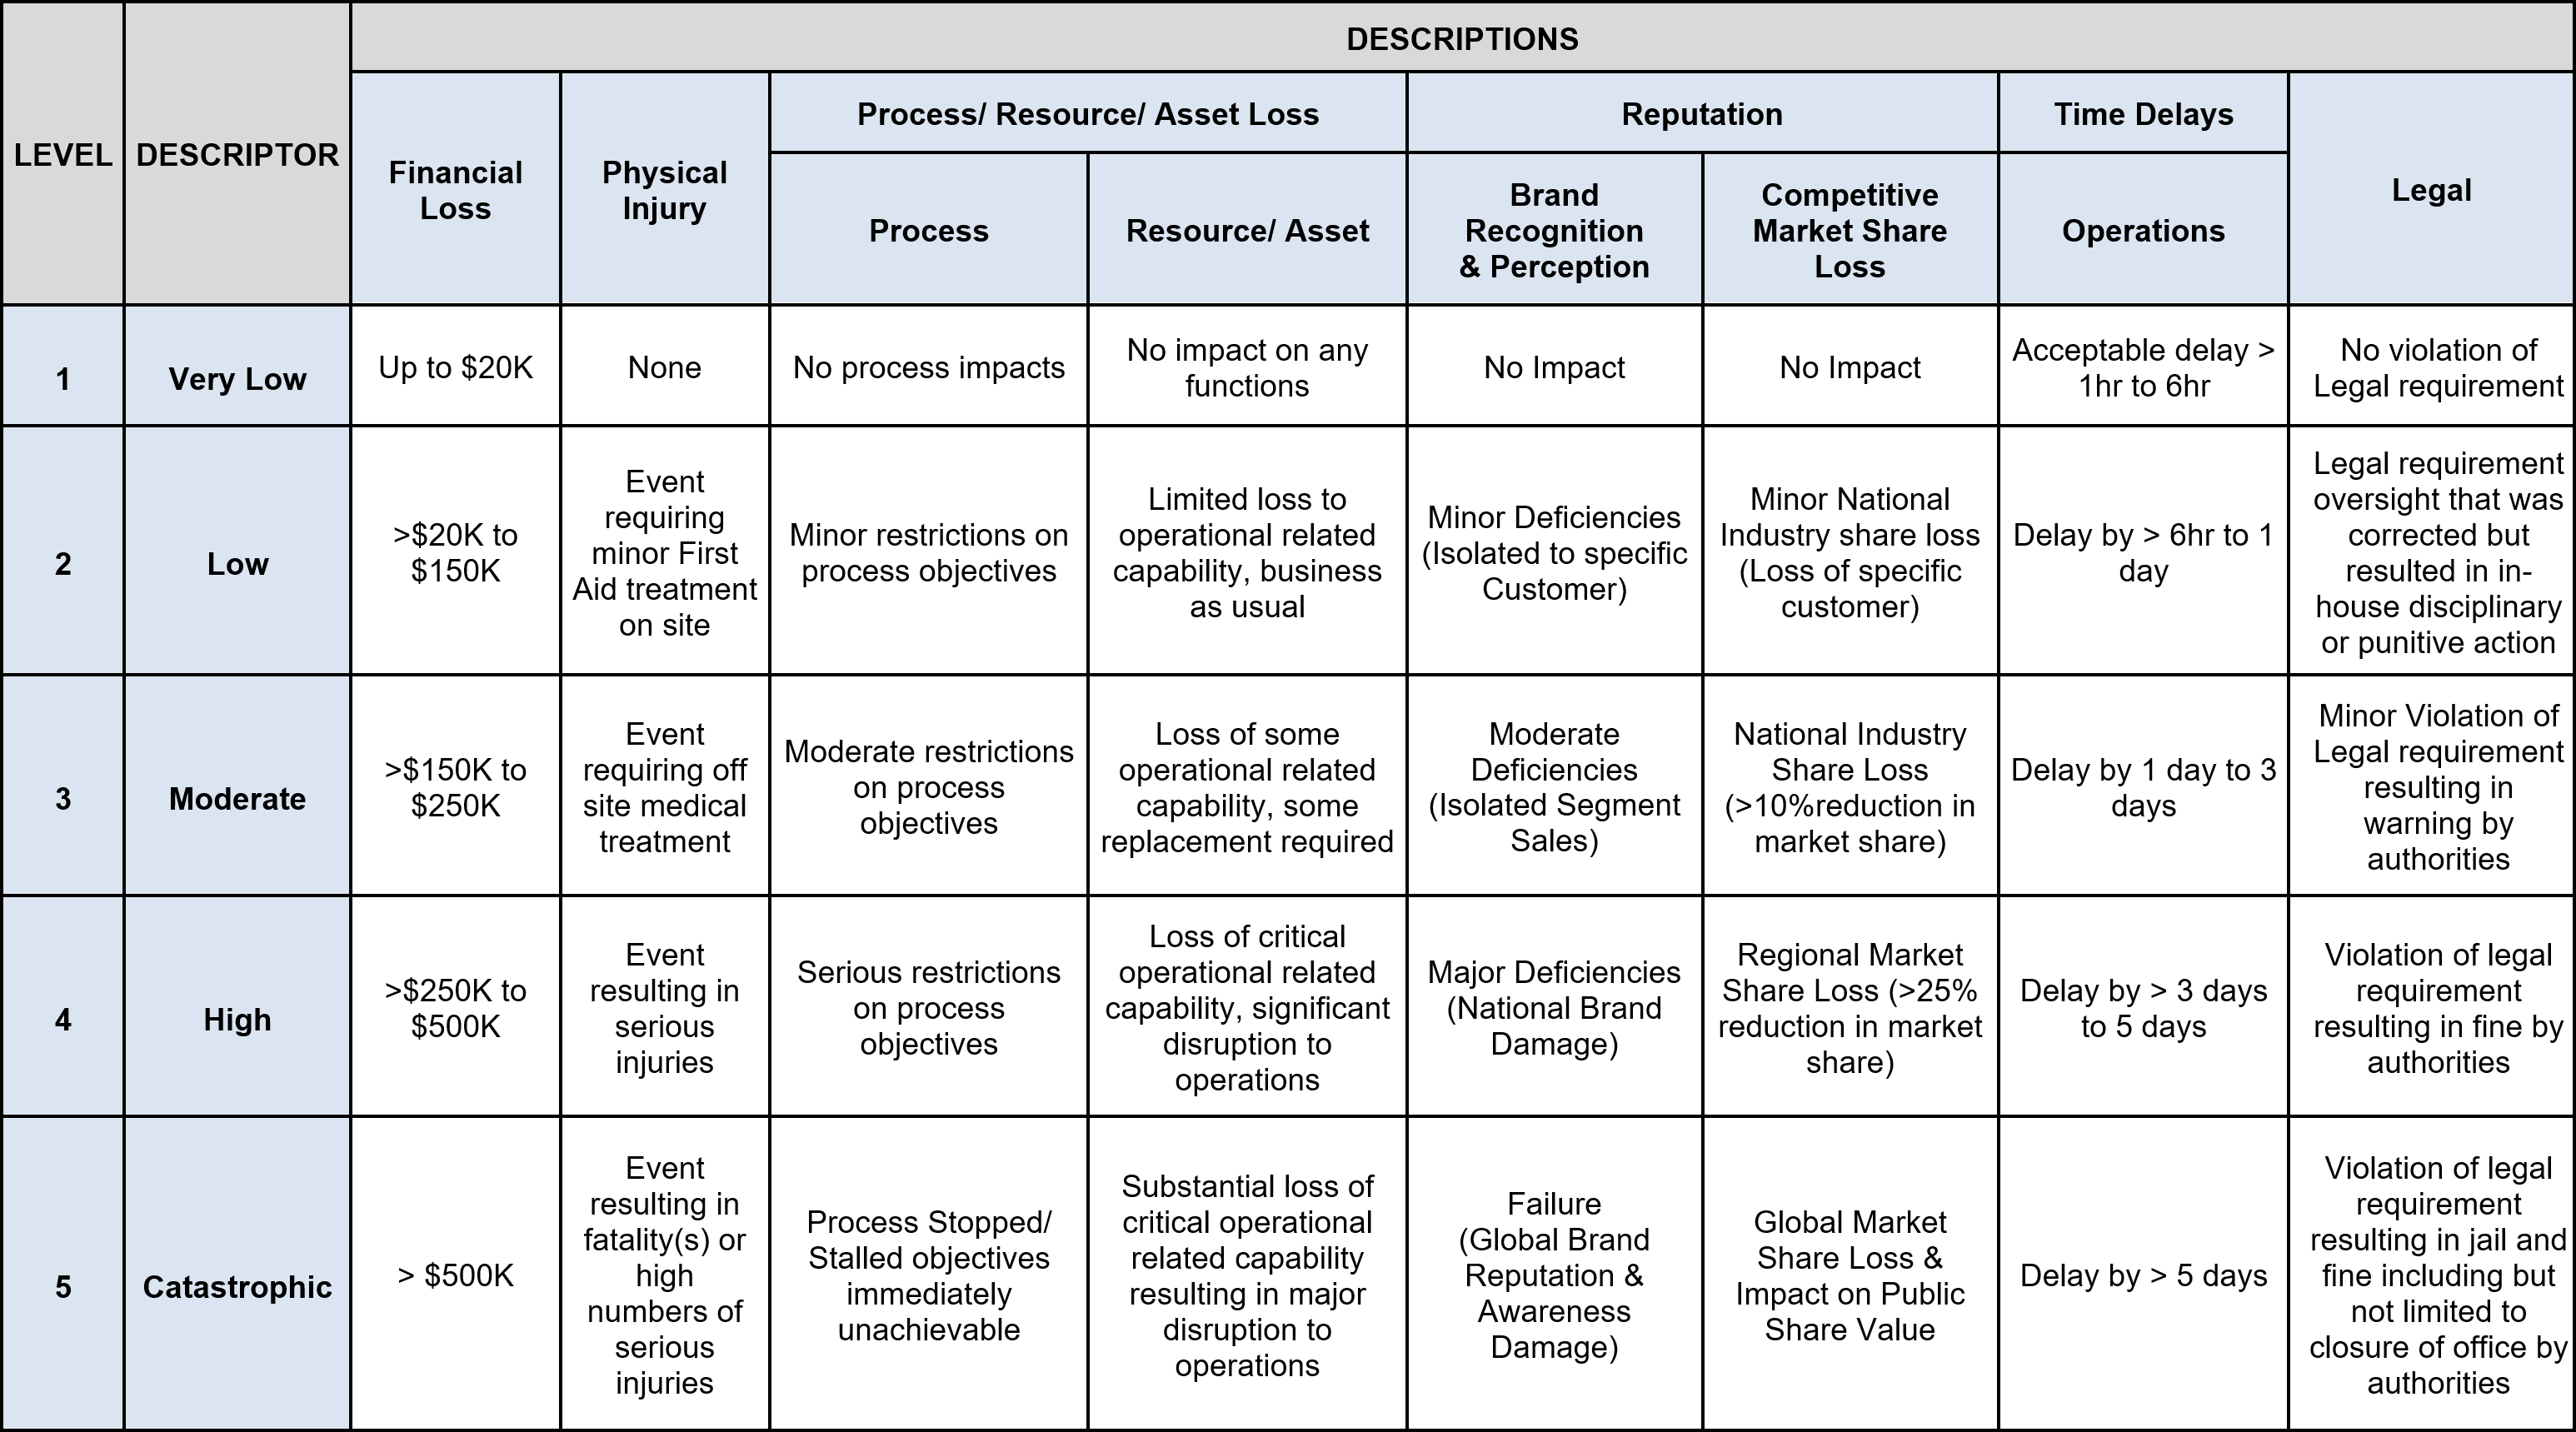 DESCRIPTIONS
LEVEL
DESCRIPTOR
Financial
Loss
Physical
Injury
Process/ Resource/ Asset Loss
Reputation
Time Delays
Legal
Process
Resource/ Asset
Brand
Recognition
& Perception
Competitive
Market Share
Loss
Operations
1
Very Low
Up to $20K
None
No process impacts
No impact on any
functions
No Impact
No Impact
Acceptable delay >
1hr to 6hr
No violation of
Legal requirement
2
Low
>$20K to
$150K
Event
requiring
minor First
Aid treatment
on site
Minor restrictions on
process objectives
Limited loss to
operational related
capability, business
as usual
Minor Deficiencies
(Isolated to specific
Customer)
Minor National
Industry share loss
(Loss of specific
customer)
Delay by > 6hr to 1
day
Legal requirement
oversight that was
corrected but
resulted in in-
house disciplinary
or punitive action
3
Moderate
>$150K to
$250K
Event
requiring off
site medical
treatment
Moderate restrictions
on process
objectives
Loss of some
operational related
capability, some
replacement required
Moderate
Deficiencies
(Isolated Segment
Sales)
National Industry
Share Loss
(>10%reduction in
market share)
Delay by 1 day to 3
days
Minor Violation of
Legal requirement
resulting in
warning by
authorities
4
High
>$250K to
$500K
Event
resulting in
serious
injuries
Serious restrictions
on process
objectives
Loss of critical
operational related
capability, significant
disruption to
operations
Major Deficiencies
(National Brand
Damage)
Regional Market
Share Loss (>25%
reduction in market
share)
Delay by > 3 days
to 5 days
Violation of legal
requirement
resulting in fine by
authorities
5
Catastrophic
> $500K
Event
resulting in
fatality(s) or
high
numbers of
serious
injuries
Process Stopped/
Stalled objectives
immediately
unachievable
Substantial loss of
critical operational
related capability
resulting in major
disruption to
operations
Failure
(Global Brand
Reputation &
Awareness
Damage)
Global Market
Share Loss &
Impact on Public
Share Value
Delay by > 5 days
Violation of legal
requirement
resulting in jail and
fine including but
not limited to
closure of office by
authorities